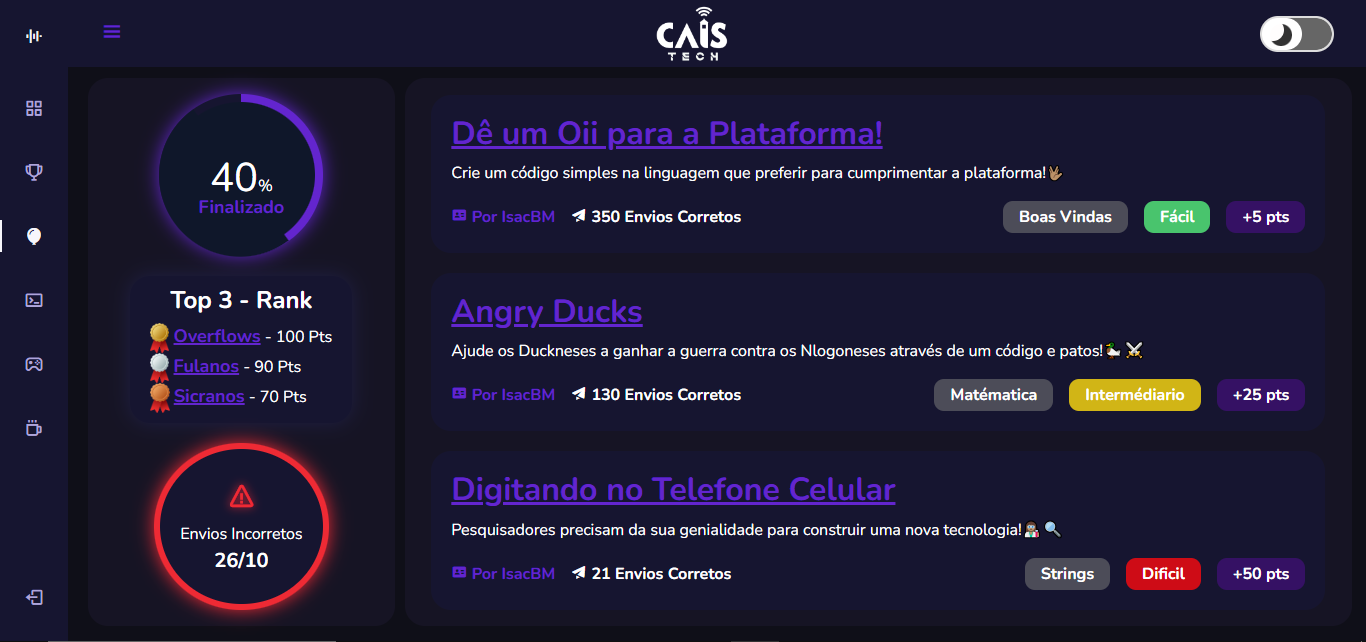 CAIS
TECH
40%
Finalizado
Top 3 - Rank
Overflows - 100 Pts
Fulanos - 90 Pts
Sicranos - 70 Pts
Envios Incorretos
26/10
Dê um Oii para a Plataforma!
Crie um código simples na linguagem que preferir para cumprimentar a plataforma!🖖🏽
Por IsacBM 350 Envios Corretos Boas Vindas Fácil +5 pts
Angry Ducks
Ajude os Duckneses a ganhar a guerra contra os Nlogoneses através de um código e patos!🦆⚔️
Por IsacBM 130 Envios Corretos Matématica Intermédiario +25 pts
Digitando no Telefone Celular
Pesquisadores precisam da sua genialidade para construir uma nova tecnologia!👩🏽‍🔬🔍
Por IsacBM 21 Envios Corretos Strings Dificil +50 pts